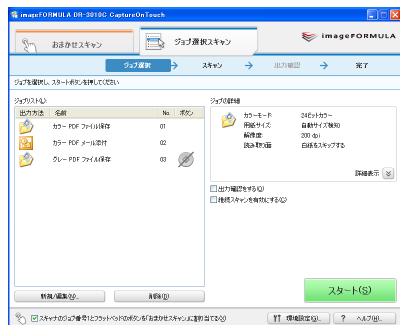 imageFORMULA DR-3010C CaptureOnTouch
おまかせスキャン
ジョブ選択スキャン
imageFORMULA
ジョブ選択
スキャン
出力確認
完了
ジョブを選択し、スタートボタンを押してください
ジョブリスト(L)
出力方法 名前 No. ボタン
カラー PDF ファイル保存 01
カラー PDF メール添付 02
グレー PDF ファイル保存 03
ジョブの詳細
カラーモード 24ビットカラー
用紙サイズ 自動サイズ検知
解像度 200 dpi
読み取り面 白紙をスキップする
詳細表示
出力確認をする(O)
継続スキャンを有効にする(C)
新規/編集(N)...
削除(D)
スタート(S)
スキャナのジョブ番号1とフラットベッドのボタンを「おまかせスキャン」に割り当てる(V)
環境設定(G)...
? ヘルプ(H)...